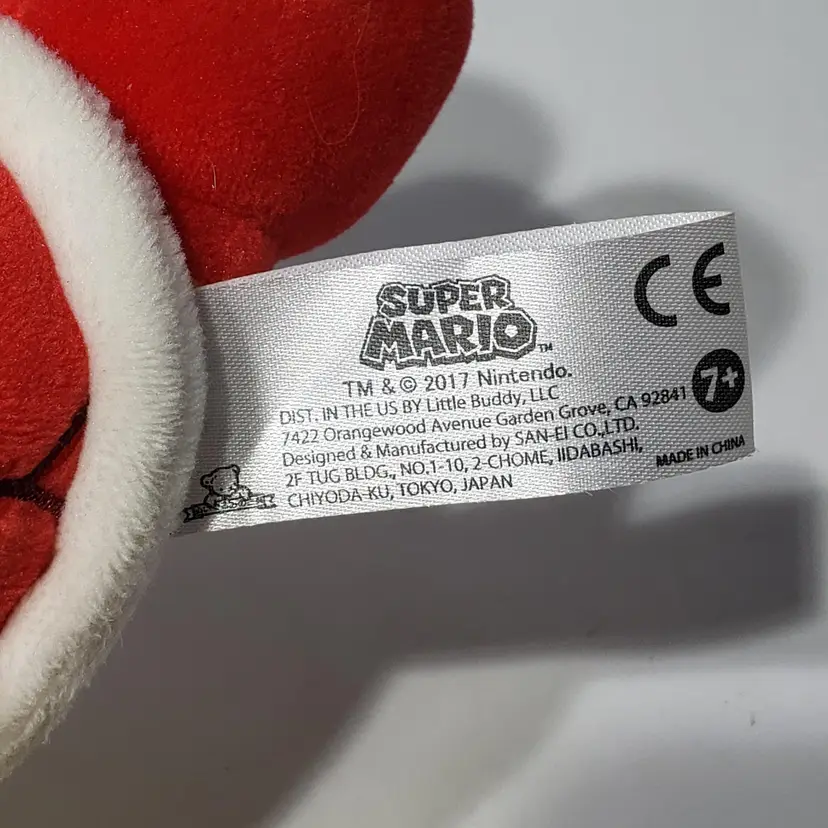 SUPER
MARIO™
TM & © 2017 Nintendo.
DIST. IN THE US BY Little Buddy, LLC
7422 Orangewood Avenue Garden Grove, CA 92841
Designed & Manufactured by SAN-EI CO.,LTD.
2F TUG BLDG., NO.1-10, 2-CHOME, IIDABASHI,
CHIYODA-KU, TOKYO, JAPAN
CE
7+
MADE IN CHINA